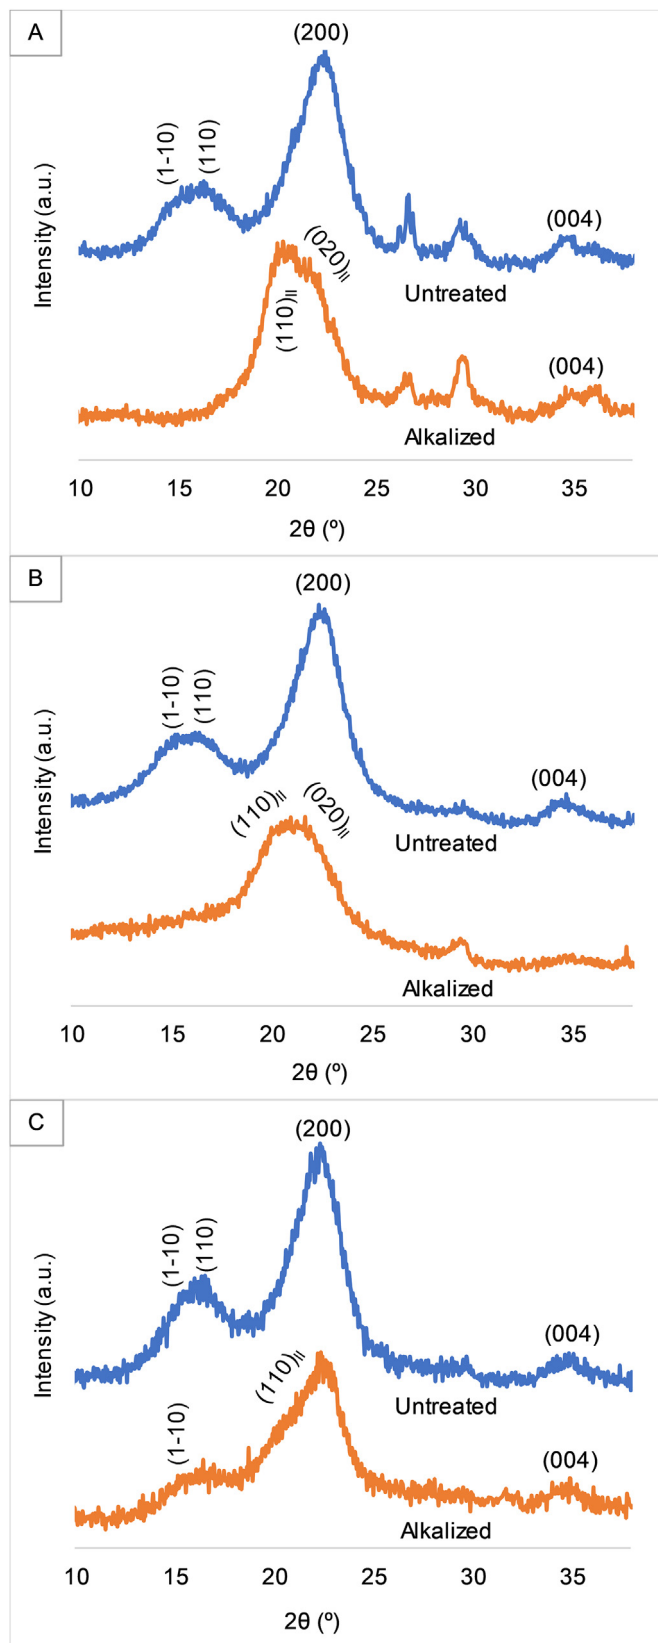 A
(200)
(1-10)
(110)
(004)
Intensity (a.u.)
(020)II
(110)II
Untreated
(004)
Alkalized
10 15 20 25 30 35
2θ (º)
B
(200)
(1-10)
(110)
Intensity (a.u.)
(004)
(110)II
(020)II
Untreated
Alkalized
10 15 20 25 30 35
2θ (º)
C
(200)
(1-10)
(110)
Intensity (a.u.)
(004)
(110)II
Untreated
(1-10)
(004)
Alkalized
10 15 20 25 30 35
2θ (º)